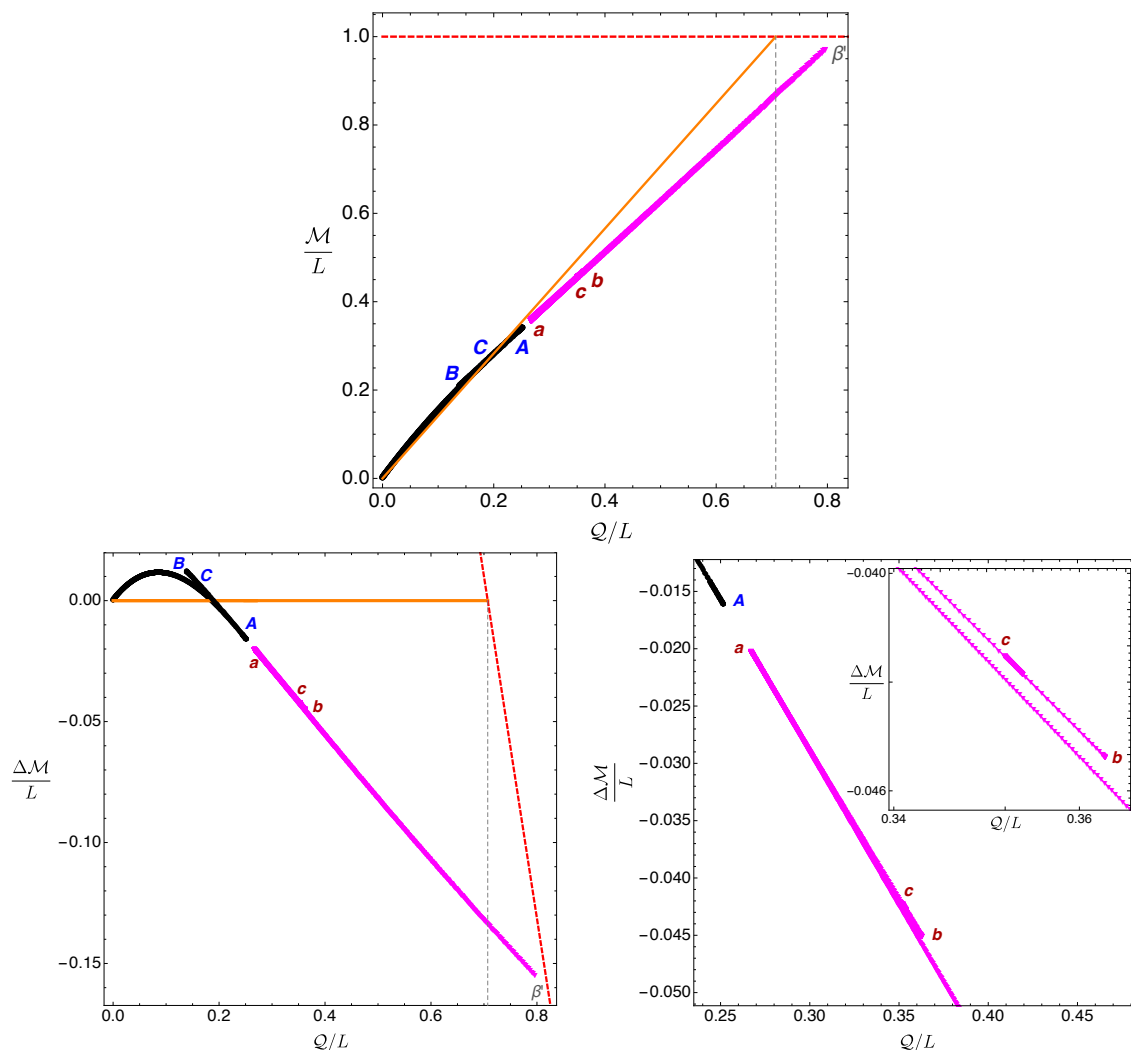 1.0
0.8
0.6
0.4
0.2
0.0
M/L
β'
b
c
a
C
A
B
0.0 0.2 0.4 0.6 0.8
Q/L
0.00
−0.05
−0.10
−0.15
ΔM/L
B
C
A
a
c
b
β'
0.0 0.2 0.4 0.6 0.8
Q/L
−0.015
−0.020
−0.025
−0.030
−0.035
−0.040
−0.045
−0.050
ΔM/L
A
a
c
b
0.25 0.30 0.35 0.40 0.45
Q/L
−0.040
−0.046
ΔM/L
c
b
0.34 0.36
Q/L